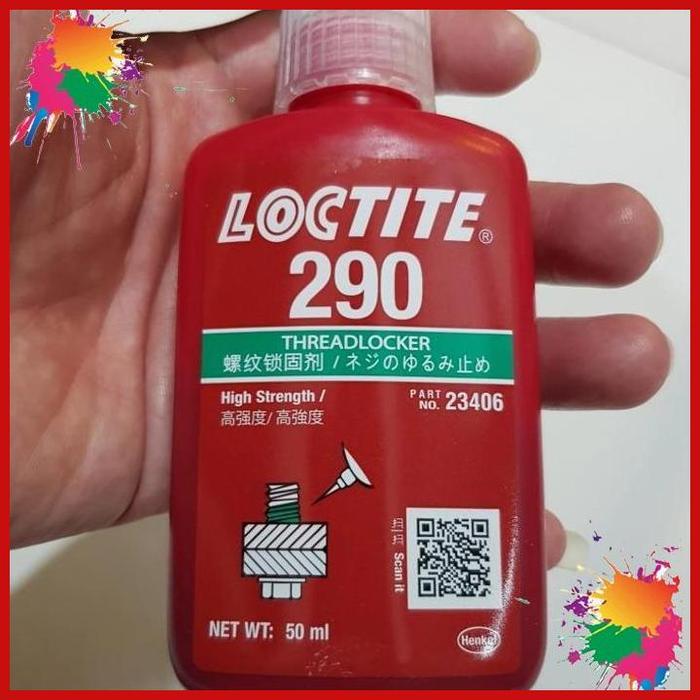 LOCTITE®
290
THREADLOCKER
螺纹锁固剂 / ネジのゆるみ止め
High Strength /
高强度/ 高強度
PART NO. 23406
扫扫 Scan it
NET WT: 50 ml
Henkel